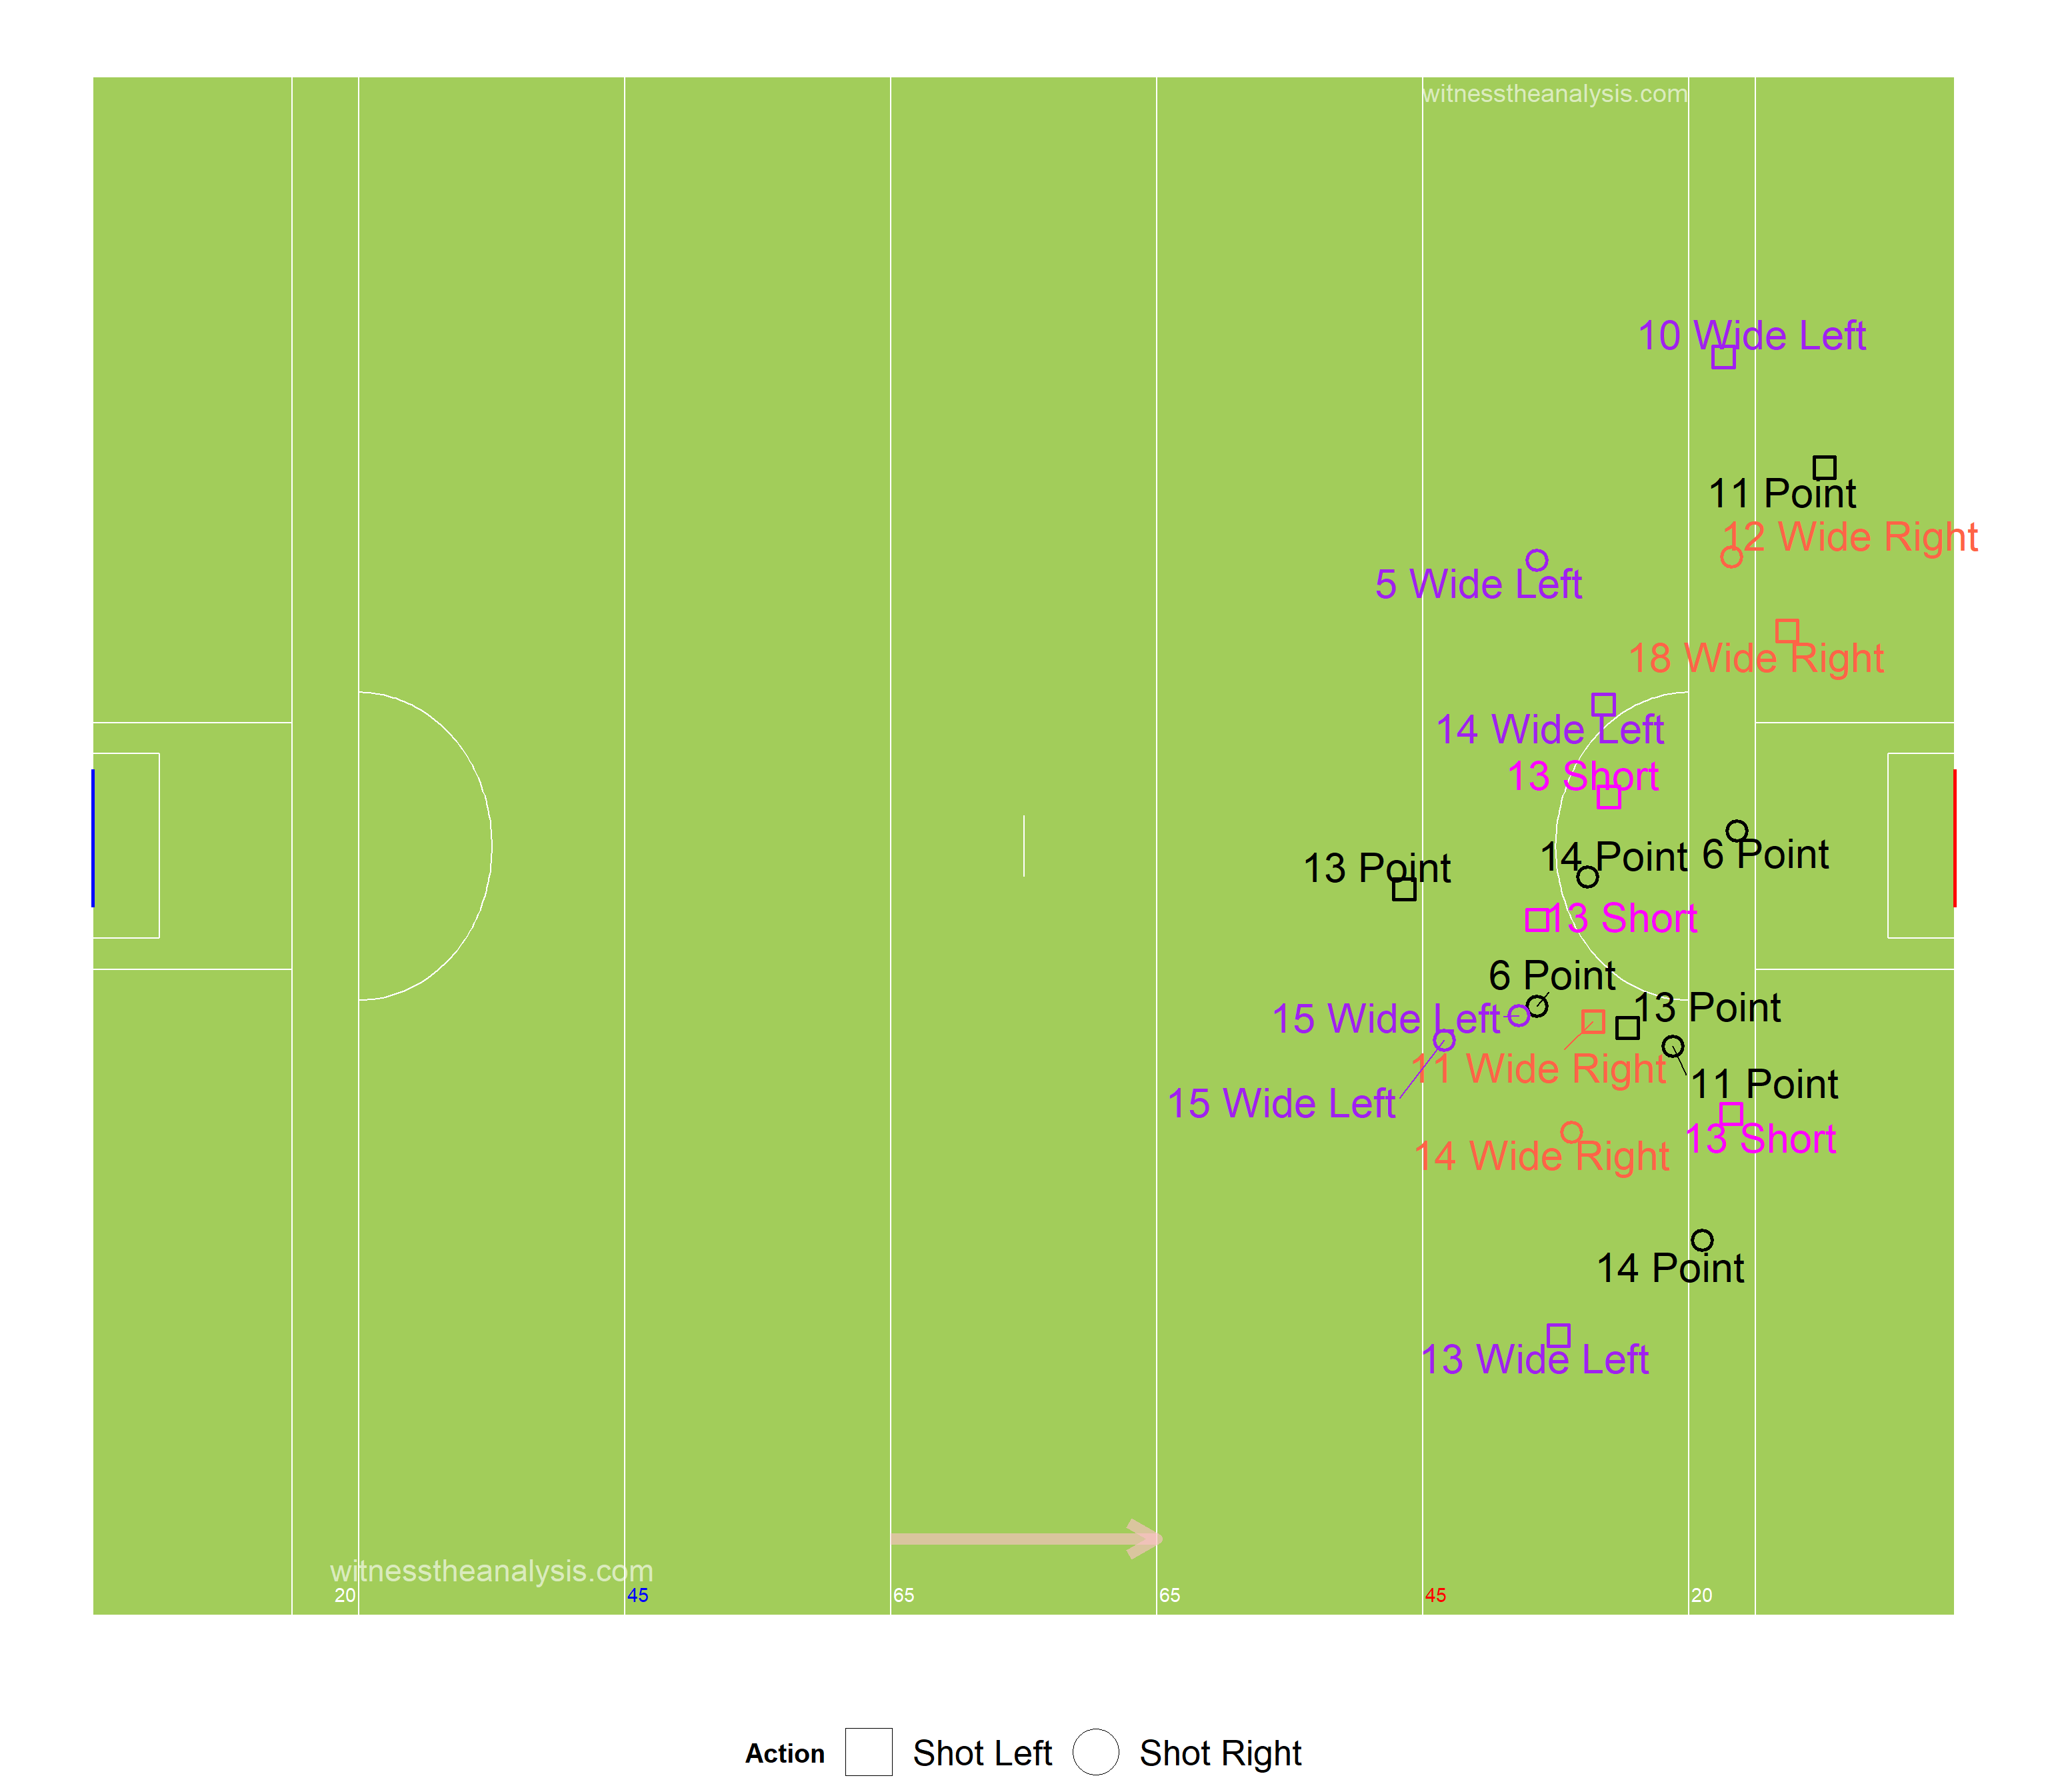 witnesstheanalysis.com
10 Wide Left
11 Point
12 Wide Right
5 Wide Left
18 Wide Right
14 Wide Left
13 Short
14 Point
6 Point
13 Point
13 Short
6 Point
13 Point
15 Wide Left
11 Wide Right
11 Point
15 Wide Left
13 Short
14 Wide Right
14 Point
13 Wide Left
witnesstheanalysis.com
20 45 65 65 45 20
Action Shot Left Shot Right